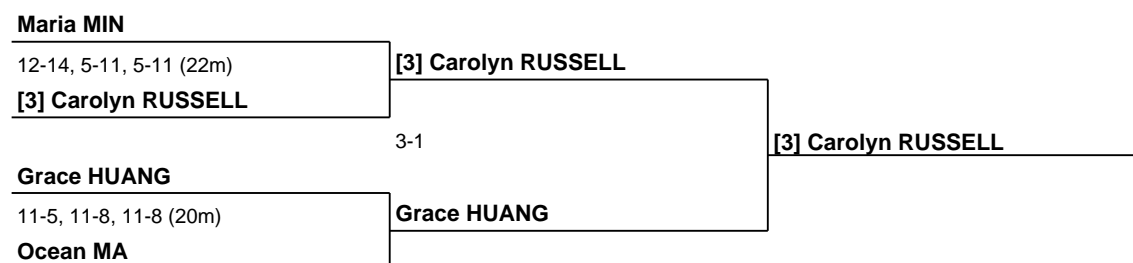 Maria MIN
12-14, 5-11, 5-11 (22m)
[3] Carolyn RUSSELL
[3] Carolyn RUSSELL
3-1
[3] Carolyn RUSSELL
Grace HUANG
11-5, 11-8, 11-8 (20m)
Grace HUANG
Ocean MA